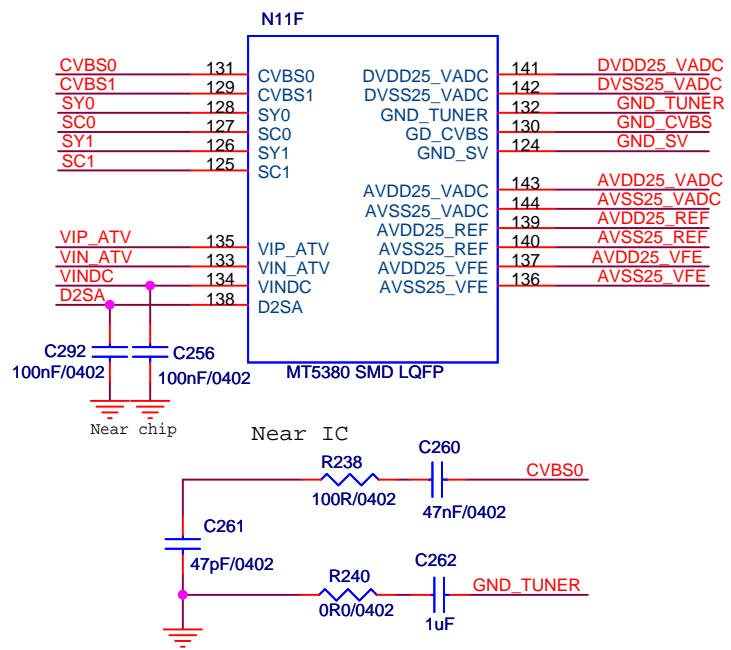 N11F
CVBS0 131 CVBS0 DVDD25_VADC 141 DVDD25_VADC
CVBS1 129 CVBS1 DVSS25_VADC 142 DVSS25_VADC
SY0 128 SY0 GND_TUNER 132 GND_TUNER
SC0 127 SC0 GD_CVBS 130 GND_CVBS
SY1 126 SY1 GND_SV 124 GND_SV
SC1 125 SC1
AVDD25_VADC 143 AVDD25_VADC
AVSS25_VADC 144 AVSS25_VADC
AVDD25_REF 139 AVDD25_REF
VIP_ATV 135 VIP_ATV AVSS25_REF 140 AVSS25_REF
VIN_ATV 133 VIN_ATV AVDD25_VFE 137 AVDD25_VFE
VINDC 134 VINDC AVSS25_VFE 136 AVSS25_VFE
D2SA 138 D2SA
C292 C256
100nF/0402 100nF/0402
MT5380 SMD LQFP
Near chip
Near IC
C260
R238 CVBS0
100R/0402 47nF/0402
C261
47pF/0402
C262
R240 GND_TUNER
0R0/0402 1uF